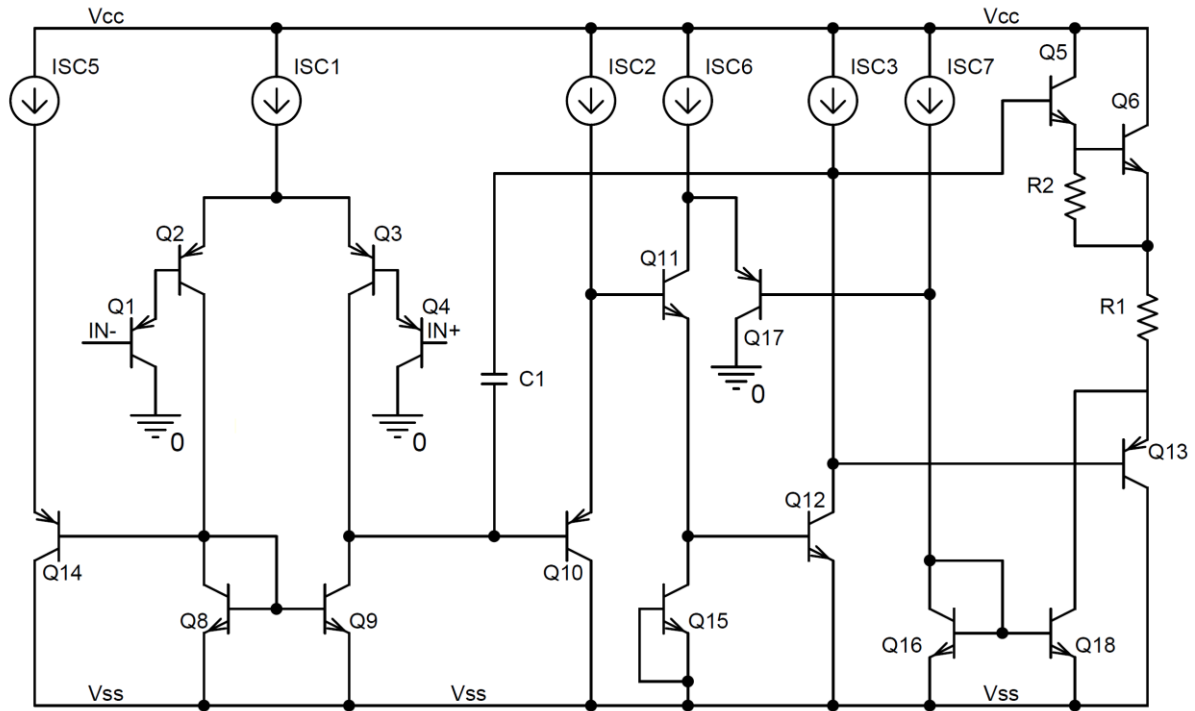 Vcc Vcc
ISC5 ISC1 ISC2 ISC6 ISC3 ISC7 Q5
Q6
R2
Q2 Q3 Q11
Q1 Q4 R1
IN- IN+ Q17
C1 0
0 0
Q12 Q13
Q14 Q10
Q8 Q9 Q15 Q16 Q18
Vss Vss Vss